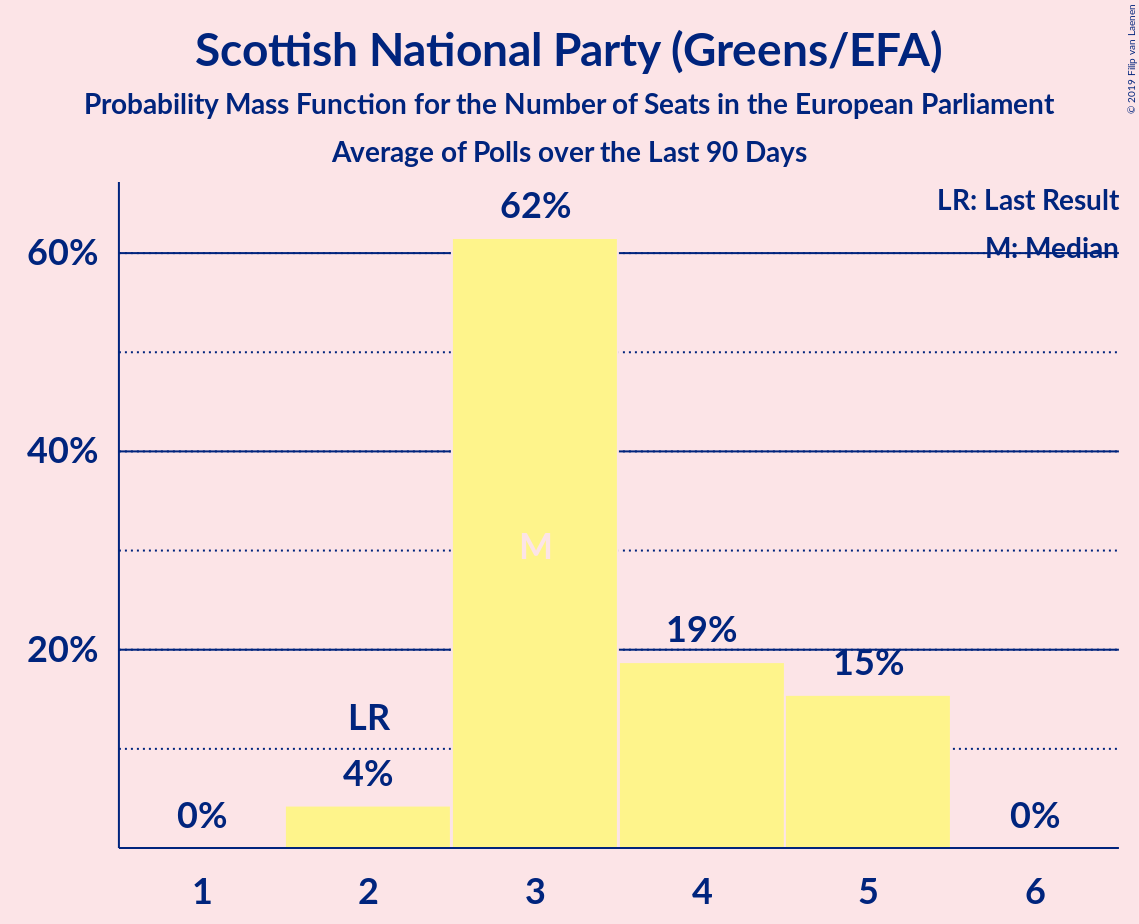 Scottish National Party (Greens/EFA)
Probability Mass Function for the Number of Seats in the European Parliament
Average of Polls over the Last 90 Days
© 2019 Filip van Laenen
LR: Last Result
M: Median
60%
40%
20%
62%
M
19%
15%
LR
4%
0%
0%
1 2 3 4 5 6